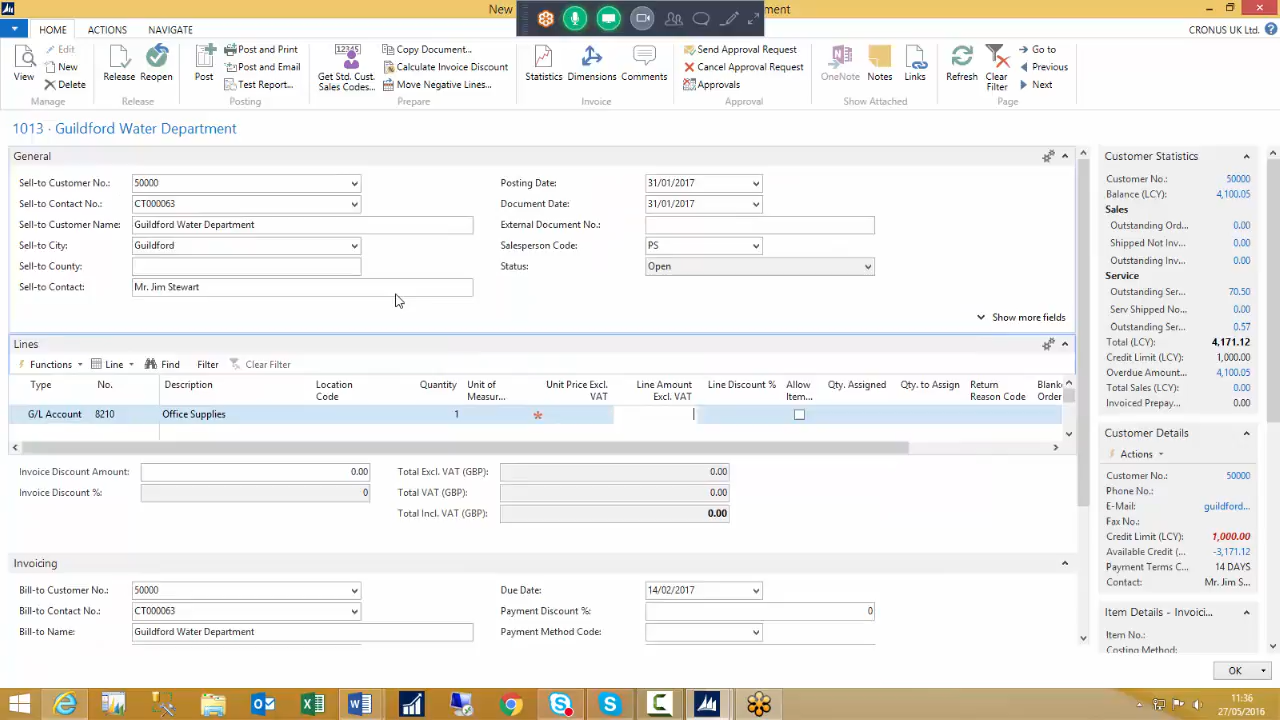 New ment
HOME ACTIONS NAVIGATE CRONUS UK Ltd.
View Edit New Delete Manage
Release Reopen Release
Post Post and Print Post and Email Test Report... Posting
12345 Get Std. Cust. Sales Codes... Copy Document... Calculate Invoice Discount Move Negative Lines... Prepare
Statistics Dimensions Comments Invoice
Send Approval Request Cancel Approval Request Approvals Approval
OneNote Notes Links Show Attached
Refresh Clear Filter Go to Previous Next Page
1013 · Guildford Water Department
General
Sell-to Customer No.: 50000
Sell-to Contact No.: CT000063
Sell-to Customer Name: Guildford Water Department
Sell-to City: Guildford
Sell-to County:
Sell-to Contact: Mr. Jim Stewart
Posting Date: 31/01/2017
Document Date: 31/01/2017
External Document No.:
Salesperson Code: PS
Status: Open
Show more fields
Lines
Functions Line Find Filter Clear Filter
Type No. Description Location Code Quantity Unit of Measur... Unit Price Excl. VAT Line Amount Excl. VAT Line Discount % Allow Item... Qty. Assigned Qty. to Assign Return Reason Code Blank Order
G/L Account 8210 Office Supplies 1 *
Invoice Discount Amount: 0.00
Invoice Discount %: 0
Total Excl. VAT (GBP): 0.00
Total VAT (GBP): 0.00
Total Incl. VAT (GBP): 0.00
Invoicing
Bill-to Customer No.: 50000
Bill-to Contact No.: CT000063
Bill-to Name: Guildford Water Department
Due Date: 14/02/2017
Payment Discount %: 0
Payment Method Code:
Customer Statistics
Customer No.: 50000
Balance (LCY): 4,100.05
Sales
Outstanding Ord... 0.00
Shipped Not Inv... 0.00
Outstanding Inv... 0.00
Service
Outstanding Ser... 70.50
Serv Shipped No... 0.00
Outstanding Ser... 0.57
Total (LCY): 4,171.12
Credit Limit (LCY): 1,000.00
Overdue Amount... 4,100.05
Total Sales (LCY): 0.00
Invoiced Prepay... 0.00
Customer Details
Actions
Customer No.: 50000
Phone No.:
E-Mail: guildford...
Fax No.:
Credit Limit (LCY): 1,000.00
Available Credit (... -3,171.12
Payment Terms C... 14 DAYS
Contact: Mr. Jim S...
Item Details - Invoici...
Item No.:
Costing Method:
OK
11:36
27/05/2016